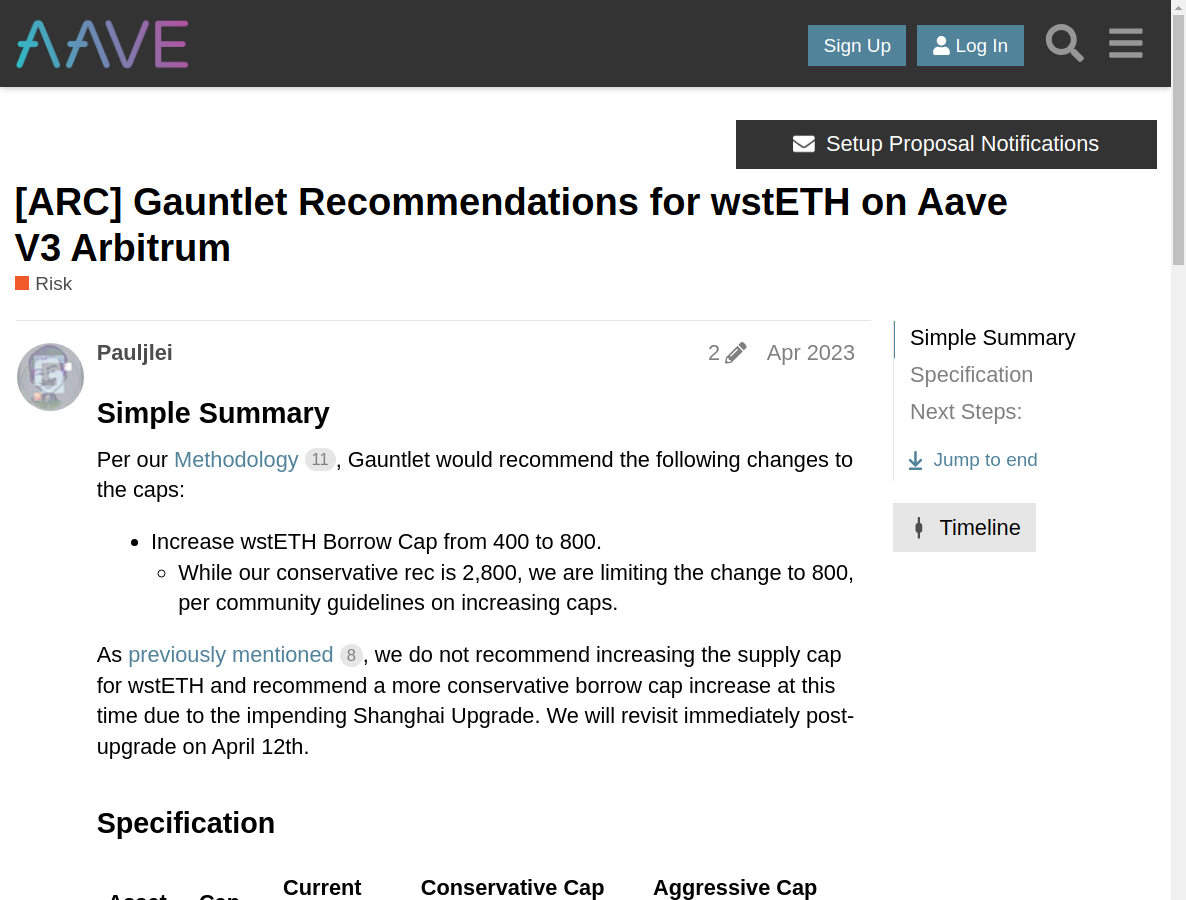 AAVE
Sign Up
Log In
Setup Proposal Notifications
[ARC] Gauntlet Recommendations for wstETH on Aave
V3 Arbitrum
Risk
Pauljlei
2
Apr 2023
Simple Summary
Specification
Next Steps:
Jump to end
Timeline
Simple Summary
Per our Methodology 11, Gauntlet would recommend the following changes to
the caps:
• Increase wstETH Borrow Cap from 400 to 800.
◦ While our conservative rec is 2,800, we are limiting the change to 800,
per community guidelines on increasing caps.
As previously mentioned 8, we do not recommend increasing the supply cap
for wstETH and recommend a more conservative borrow cap increase at this
time due to the impending Shanghai Upgrade. We will revisit immediately post-
upgrade on April 12th.
Specification
Current
Conservative Cap
Aggressive Cap
Asset
Cap